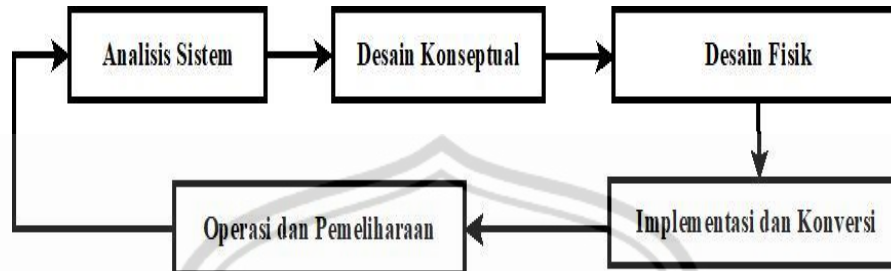 Analisis Sistem
Desain Konseptual
Desain Fisik
Operasi dan Pemeliharaan
Implementasi dan Konversi